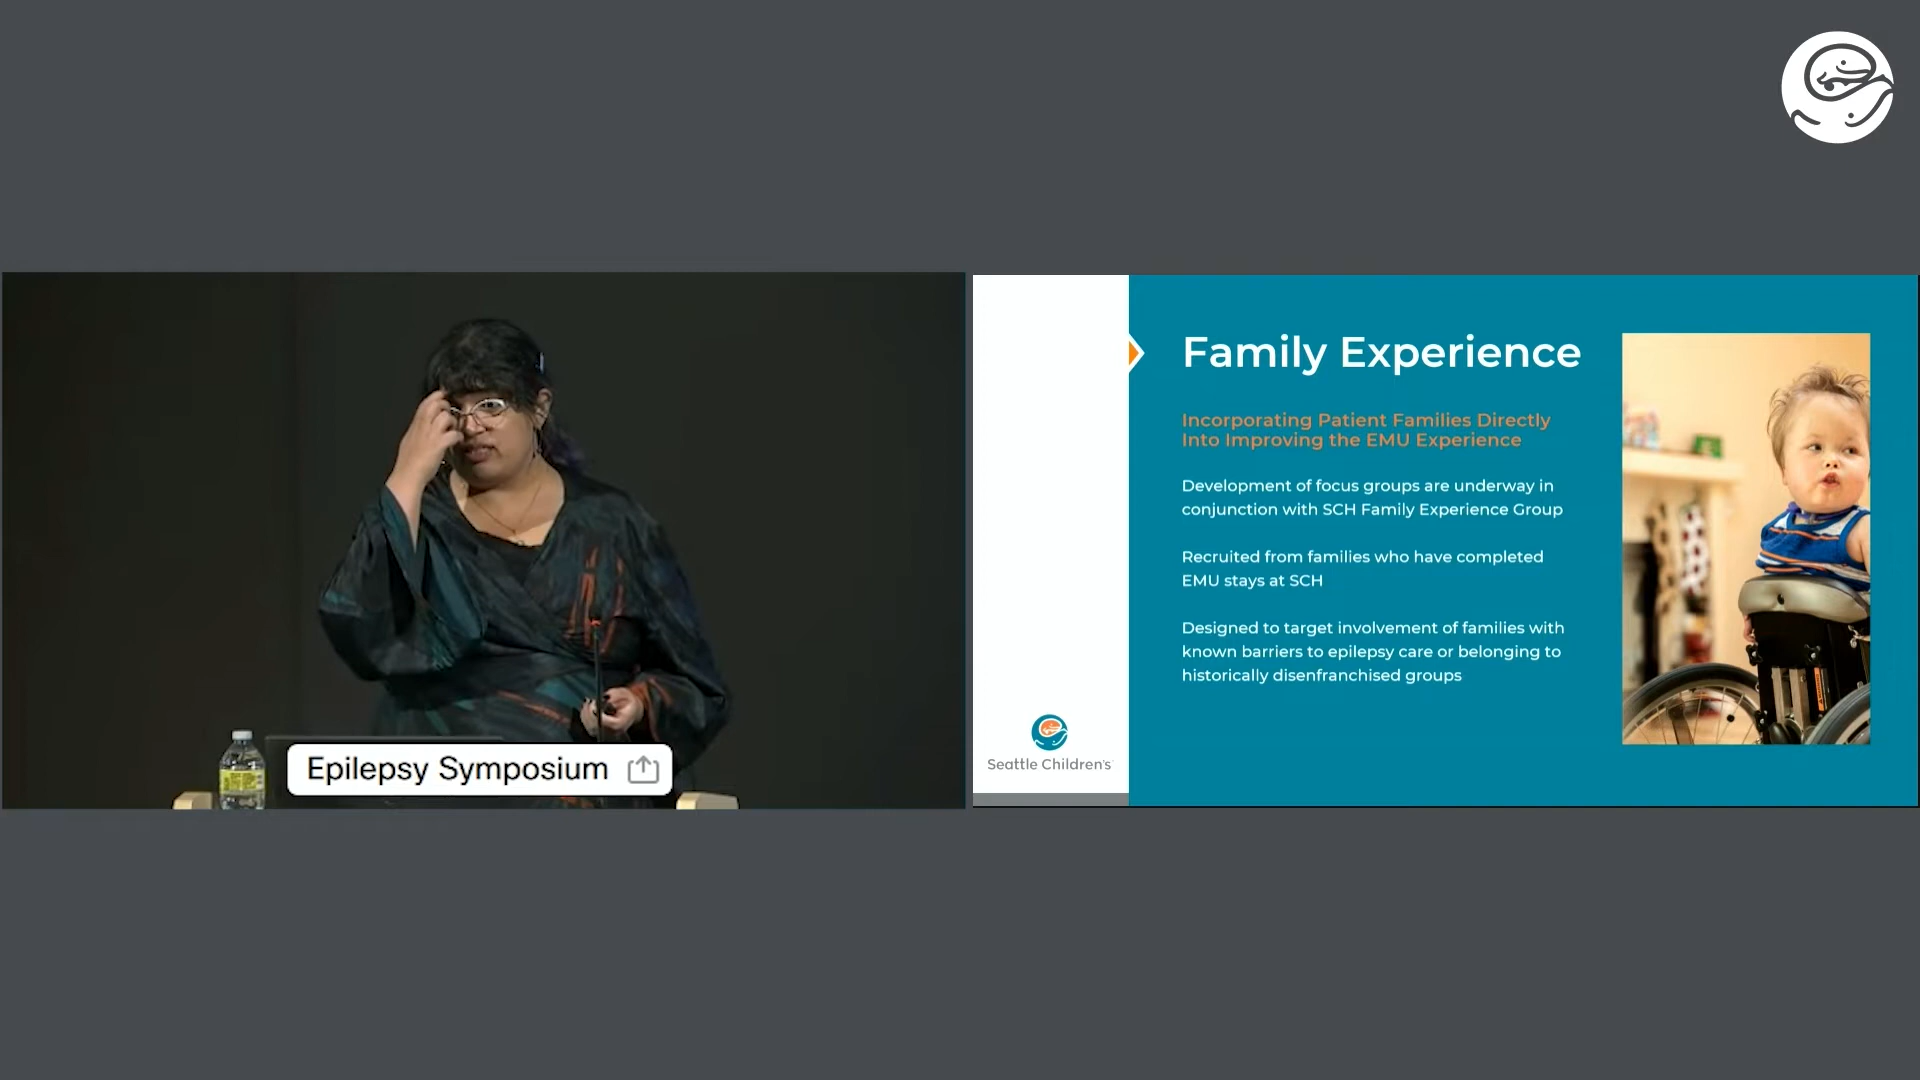 Family Experience
Incorporating Patient Families Directly
Into Improving the EMU Experience
Development of focus groups are underway in
conjunction with SCH Family Experience Group
Recruited from families who have completed
EMU stays at SCH
Designed to target involvement of families with
known barriers to epilepsy care or belonging to
historically disenfranchised groups
Seattle Children's
Epilepsy Symposium